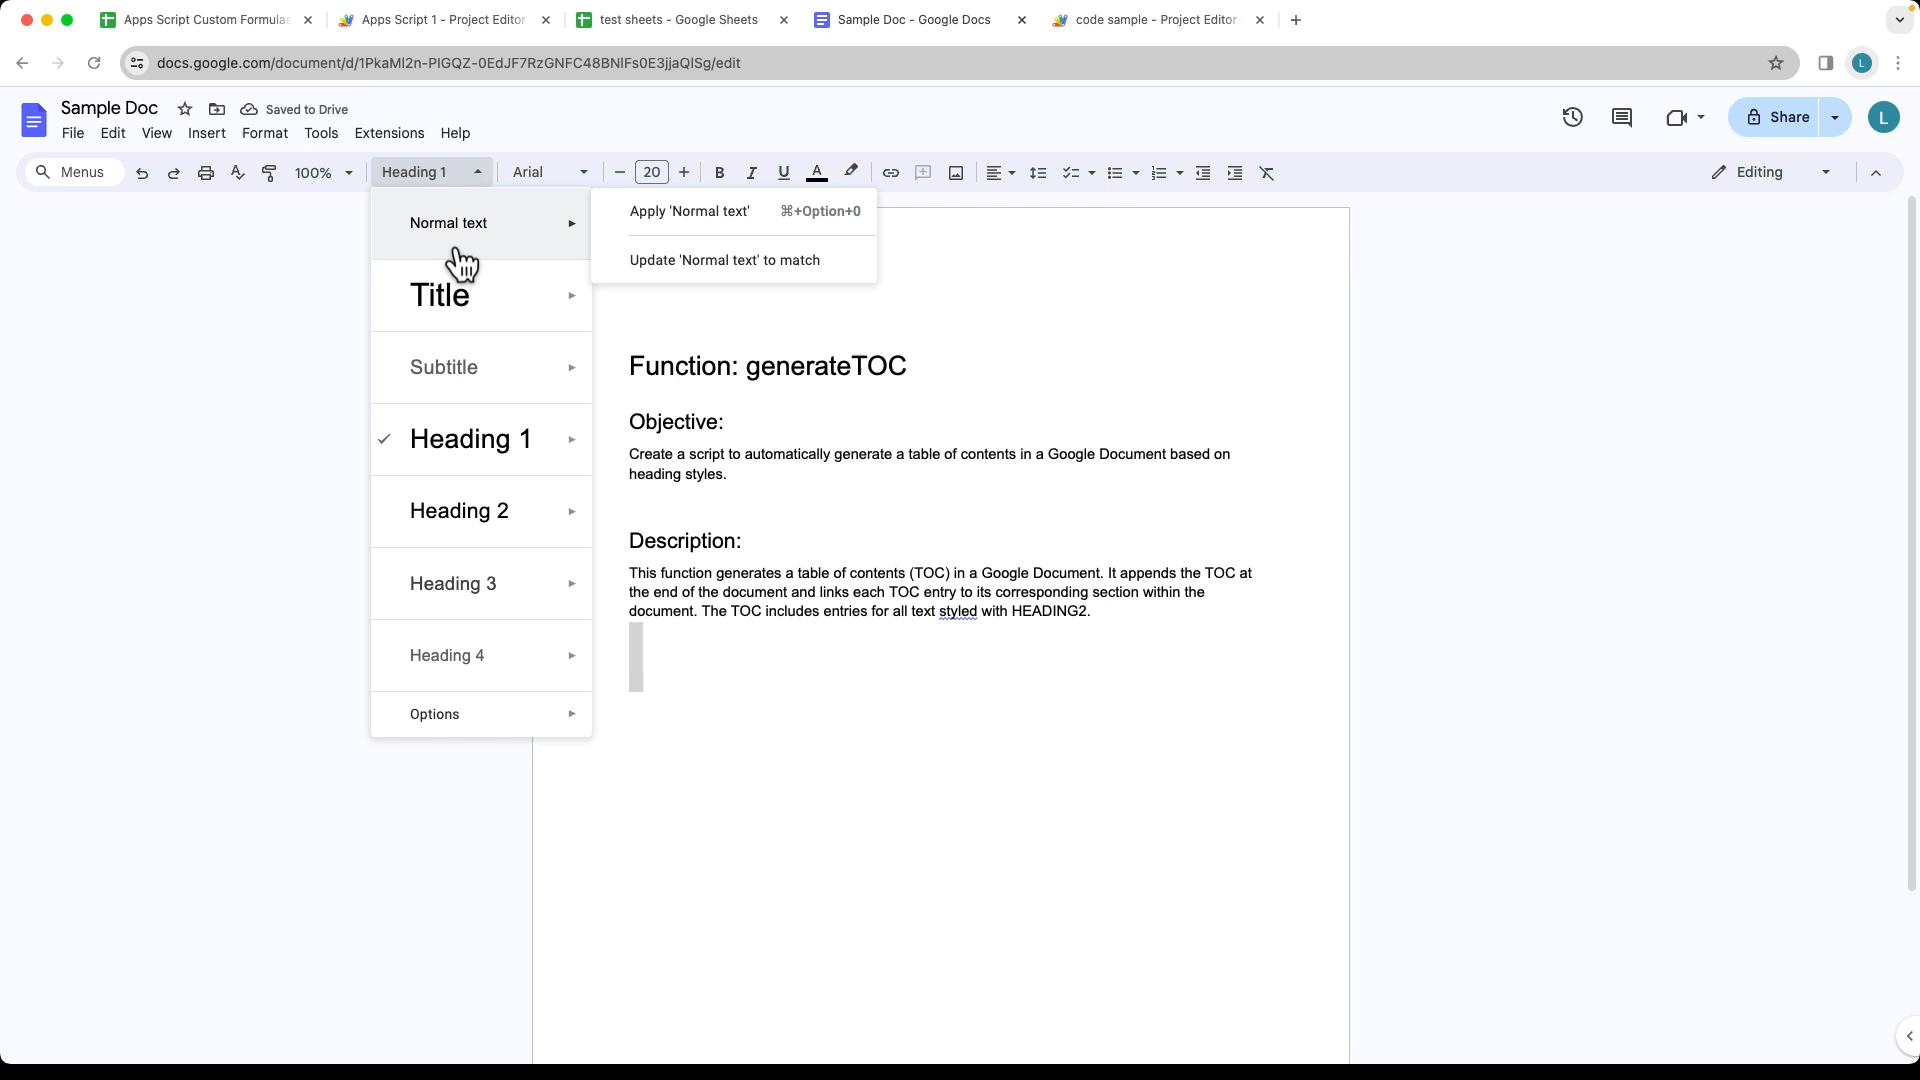 Apps Script Custom Formulas
Apps Script 1 - Project Editor
test sheets - Google Sheets
Sample Doc - Google Docs
code sample - Project Editor
docs.google.com/document/d/1PkaMl2n-PIGQZ-0EdJF7RzGNFC48BNlFs0E3jjaQlSg/edit
L
Sample Doc
Saved to Drive
File Edit View Insert Format Tools Extensions Help
Share
L
Menus
100%
Heading 1
Arial
20
B
I
U
A
Editing
Normal text
Title
Subtitle
Heading 1
Heading 2
Heading 3
Heading 4
Options
Apply 'Normal text' ⌘+Option+0
Update 'Normal text' to match
Function: generateTOC
Objective:
Create a script to automatically generate a table of contents in a Google Document based on
heading styles.
Description:
This function generates a table of contents (TOC) in a Google Document. It appends the TOC at
the end of the document and links each TOC entry to its corresponding section within the
document. The TOC includes entries for all text styled with HEADING2.